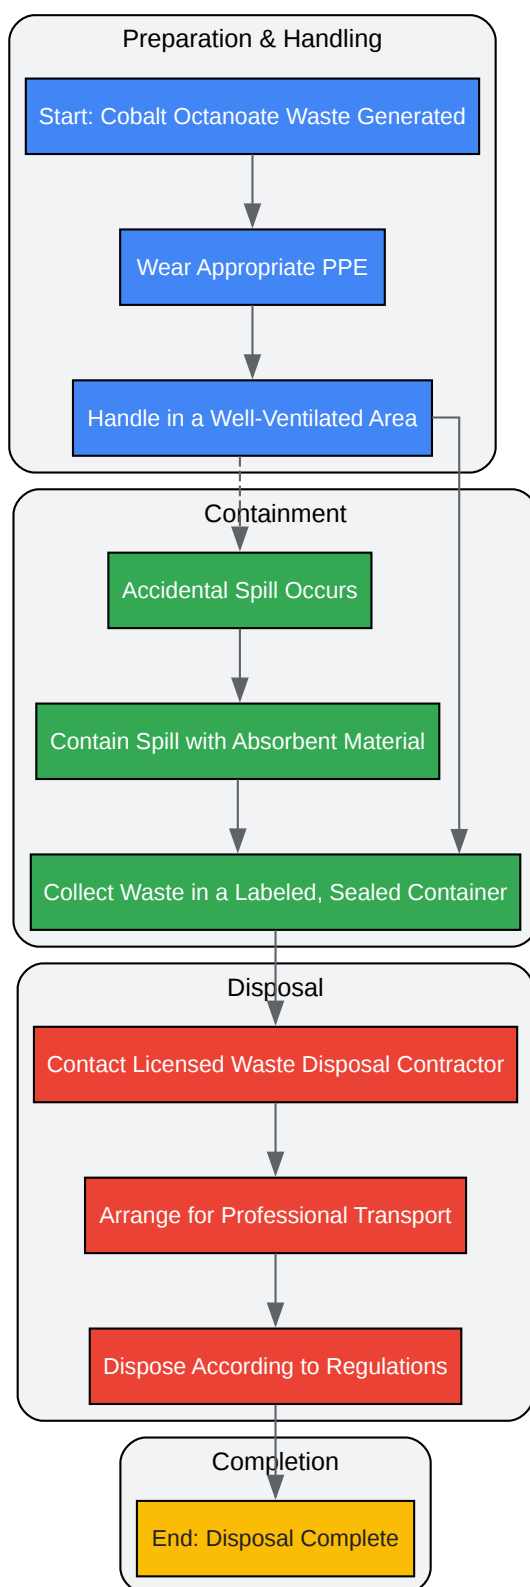 Preparation & Handling
Start: Cobalt Octanoate Waste Generated
Wear Appropriate PPE
Handle in a Well-Ventilated Area
Containment
Accidental Spill Occurs
Contain Spill with Absorbent Material
Collect Waste in a Labeled, Sealed Container
Disposal
Contact Licensed Waste Disposal Contractor
Arrange for Professional Transport
Dispose According to Regulations
Completion
End: Disposal Complete